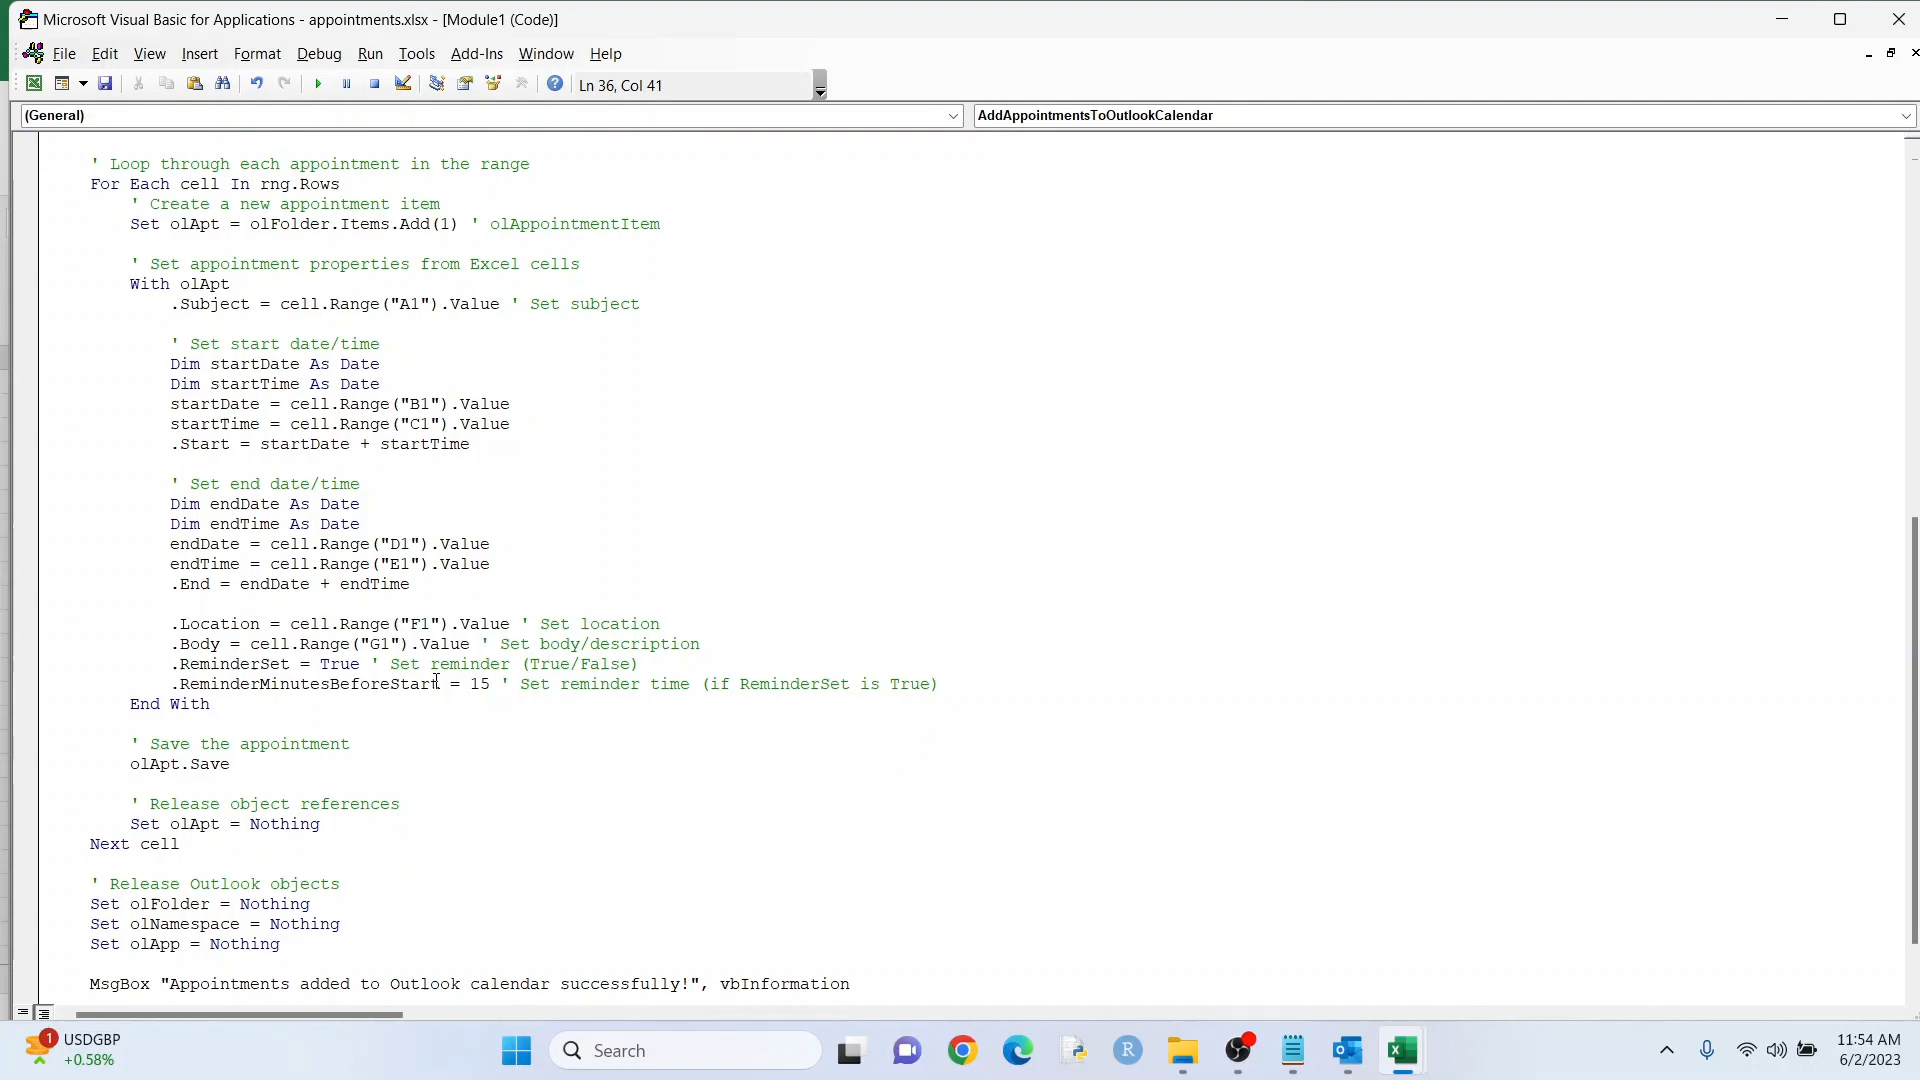 Microsoft Visual Basic for Applications - appointments.xlsx - [Module1 (Code)]
File Edit View Insert Format Debug Run Tools Add-Ins Window Help
Ln 36, Col 41
(General) AddAppointmentsToOutlookCalendar
' Loop through each appointment in the range
For Each cell In rng.Rows
' Create a new appointment item
Set olApt = olFolder.Items.Add(1) ' olAppointmentItem
' Set appointment properties from Excel cells
With olApt
.Subject = cell.Range("A1").Value ' Set subject
' Set start date/time
Dim startDate As Date
Dim startTime As Date
startDate = cell.Range("B1").Value
startTime = cell.Range("C1").Value
.Start = startDate + startTime
' Set end date/time
Dim endDate As Date
Dim endTime As Date
endDate = cell.Range("D1").Value
endTime = cell.Range("E1").Value
.End = endDate + endTime
.Location = cell.Range("F1").Value ' Set location
.Body = cell.Range("G1").Value ' Set body/description
.ReminderSet = True ' Set reminder (True/False)
.ReminderMinutesBeforeStart = 15 ' Set reminder time (if ReminderSet is True)
End With
' Save the appointment
olApt.Save
' Release object references
Set olApt = Nothing
Next cell
' Release Outlook objects
Set olFolder = Nothing
Set olNamespace = Nothing
Set olApp = Nothing
MsgBox "Appointments added to Outlook calendar successfully!", vbInformation
1
USDGBP
+0.58%
Search
R
11:54 AM
6/2/2023